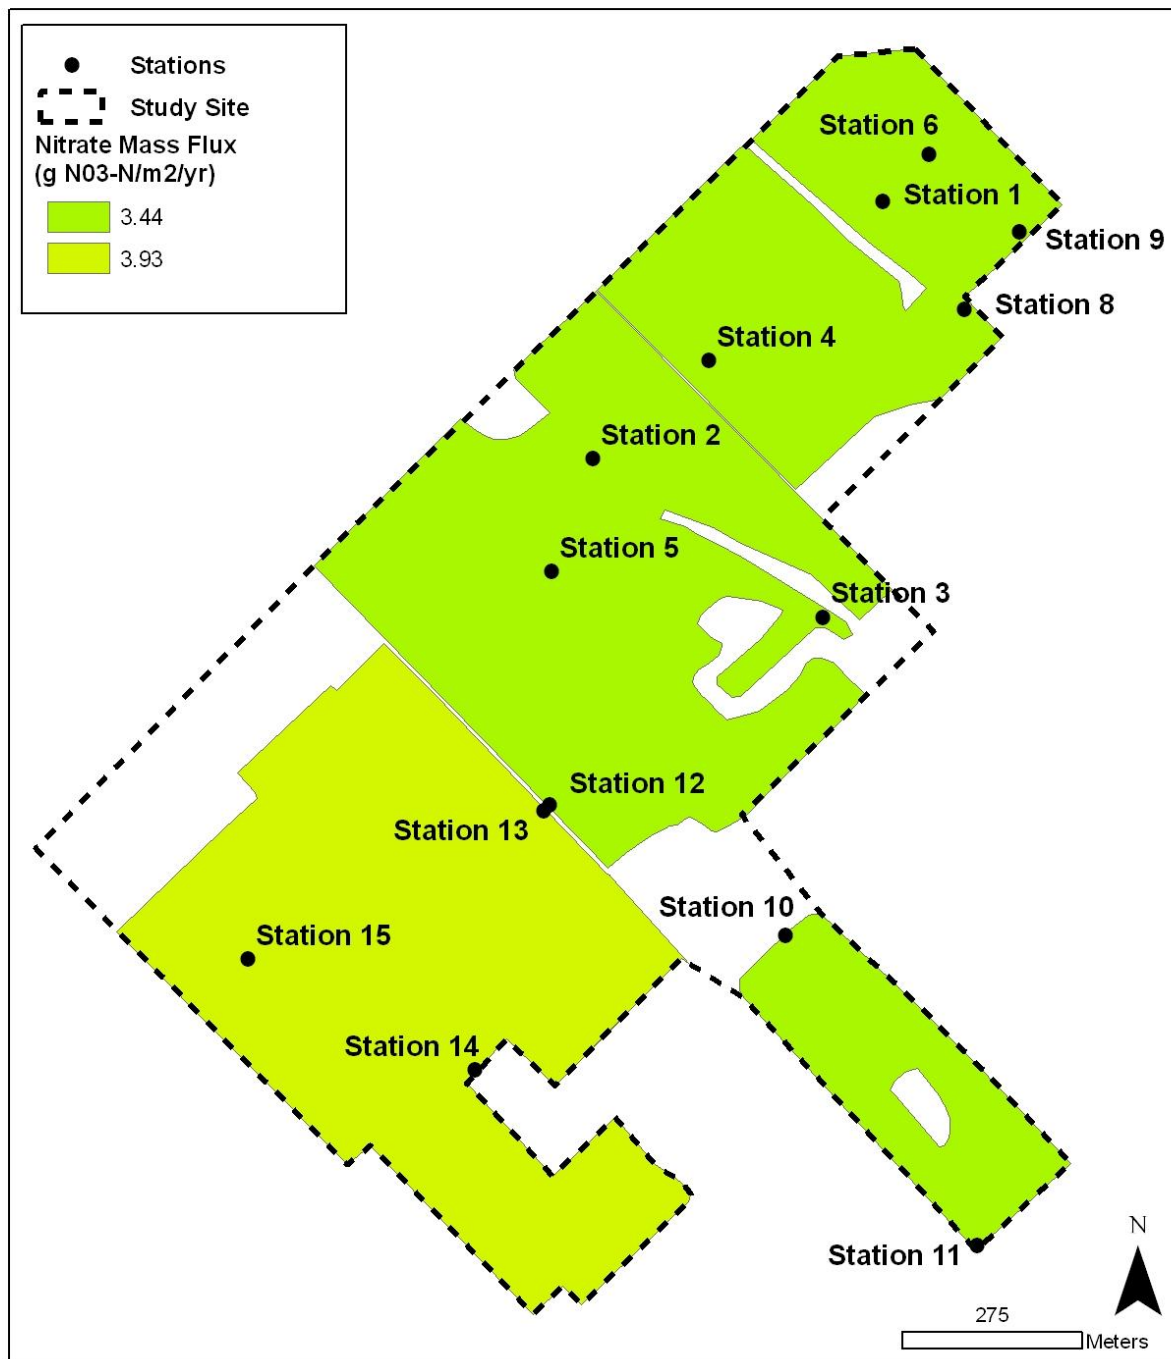 Stations
Study Site
Nitrate Mass Flux
(g N03-N/m2/yr)
3.44
3.93
Station 6
Station 1
Station 9
Station 8
Station 4
Station 2
Station 5
Station 3
Station 12
Station 13
Station 10
Station 15
Station 14
Station 11
N
275
Meters